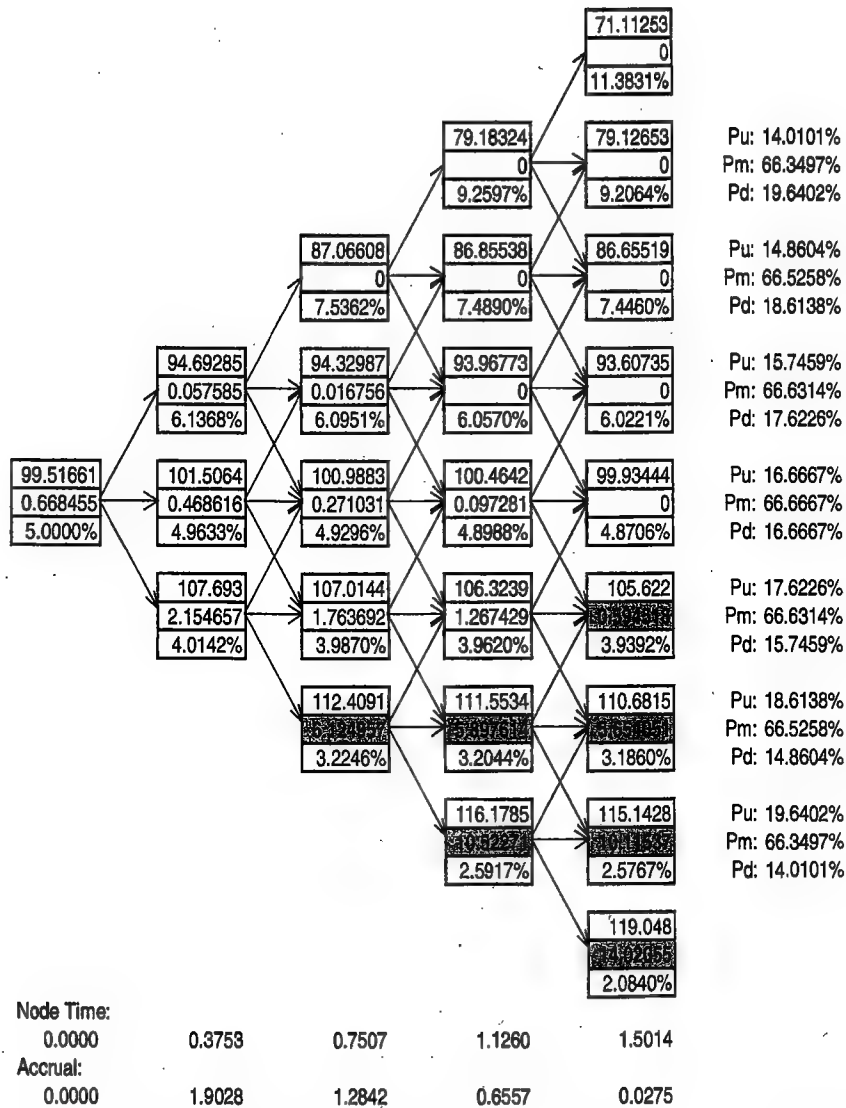 71.11253
0
11.3831%
79.18324 79.12653 Pu: 14.0101%
0 0 Pm: 66.3497%
9.2597% 9.2064% Pd: 19.6402%
87.06608 86.85538 86.65519 Pu: 14.8604%
0 0 0 Pm: 66.5258%
7.5362% 7.4890% 7.4460% Pd: 18.6138%
94.69285 94.32987 93.96773 93.60735 Pu: 15.7459%
0.057585 0.016756 0 0 Pm: 66.6314%
6.1368% 6.0951% 6.0570% 6.0221% Pd: 17.6226%
99.51661 101.5064 100.9883 100.4642 99.93444 Pu: 16.6667%
0.668455 0.468616 0.271031 0.097281 0 Pm: 66.6667%
5.0000% 4.9633% 4.9296% 4.8988% 4.8706% Pd: 16.6667%
107.693 107.0144 106.3239 105.622 Pu: 17.6226%
2.154657 1.763692 1.267429 Pm: 66.6314%
4.0142% 3.9870% 3.9620% 3.9392% Pd: 15.7459%
112.4091 111.5534 110.6815 Pu: 18.6138%
5.897614 Pm: 66.5258%
3.2246% 3.2044% 3.1860% Pd: 14.8604%
116.1785 115.1428 Pu: 19.6402%
10.52271 10.11537 Pm: 66.3497%
2.5917% 2.5767% Pd: 14.0101%
119.048
14.02055
2.0840%
Node Time:
0.0000 0.3753 0.7507 1.1260 1.5014
Accrual:
0.0000 1.9028 1.2842 0.6557 0.0275